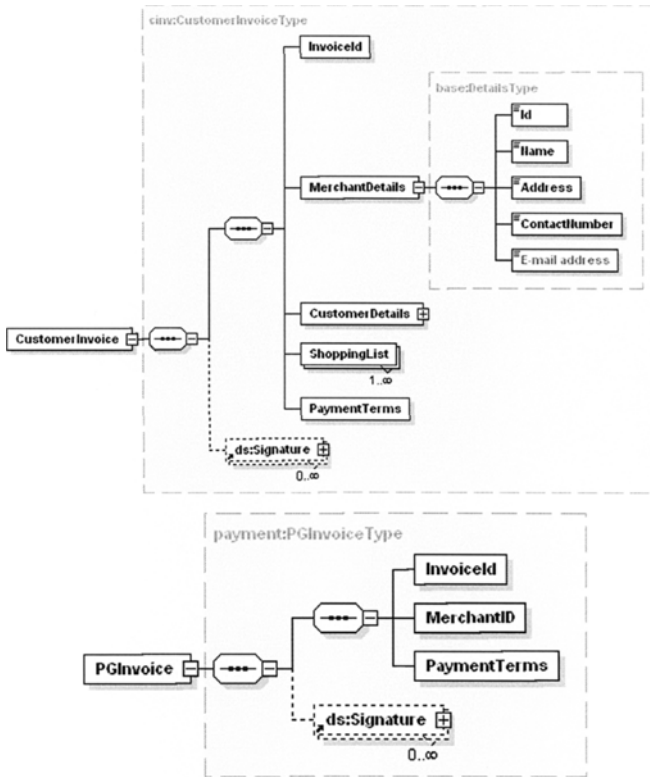 cinv:CustomerInvoiceType
InvoiceId
base:DetailsType
Id
Name
MerchantDetails
Address
ContactNumber
E-mail address
CustomerDetails
CustomerInvoice
ShoppingList
1..∞
PaymentTerms
ds:Signature
0..∞
payment:PGInvoiceType
InvoiceId
MerchantID
PGInvoice
PaymentTerms
ds:Signature
0..∞